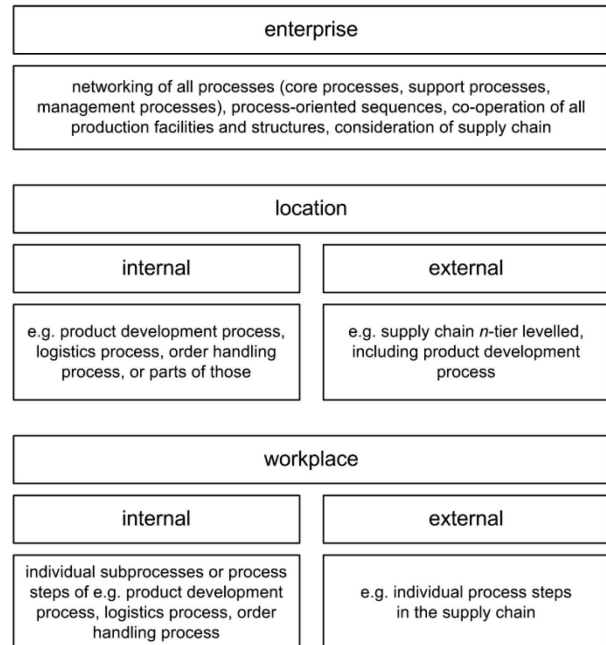 enterprise
networking of all processes (core processes, support processes,
management processes), process-oriented sequences, co-operation of all
production facilities and structures, consideration of supply chain
location
internal
external
e.g. product development process,
logistics process, order handling
process, or parts of those
e.g. supply chain n-tier levelled,
including product development
process
workplace
internal
external
individual subprocesses or process
steps of e.g. product development
process, logistics process, order
handling process
e.g. individual process steps
in the supply chain